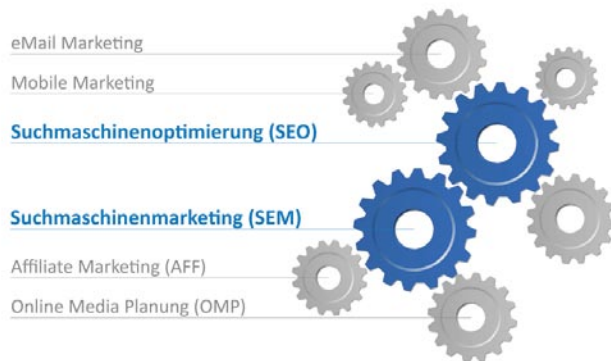 eMail Marketing
Mobile Marketing
Suchmaschinenoptimierung (SEO)
Suchmaschinenmarketing (SEM)
Affiliate Marketing (AFF)
Online Media Planung (OMP)